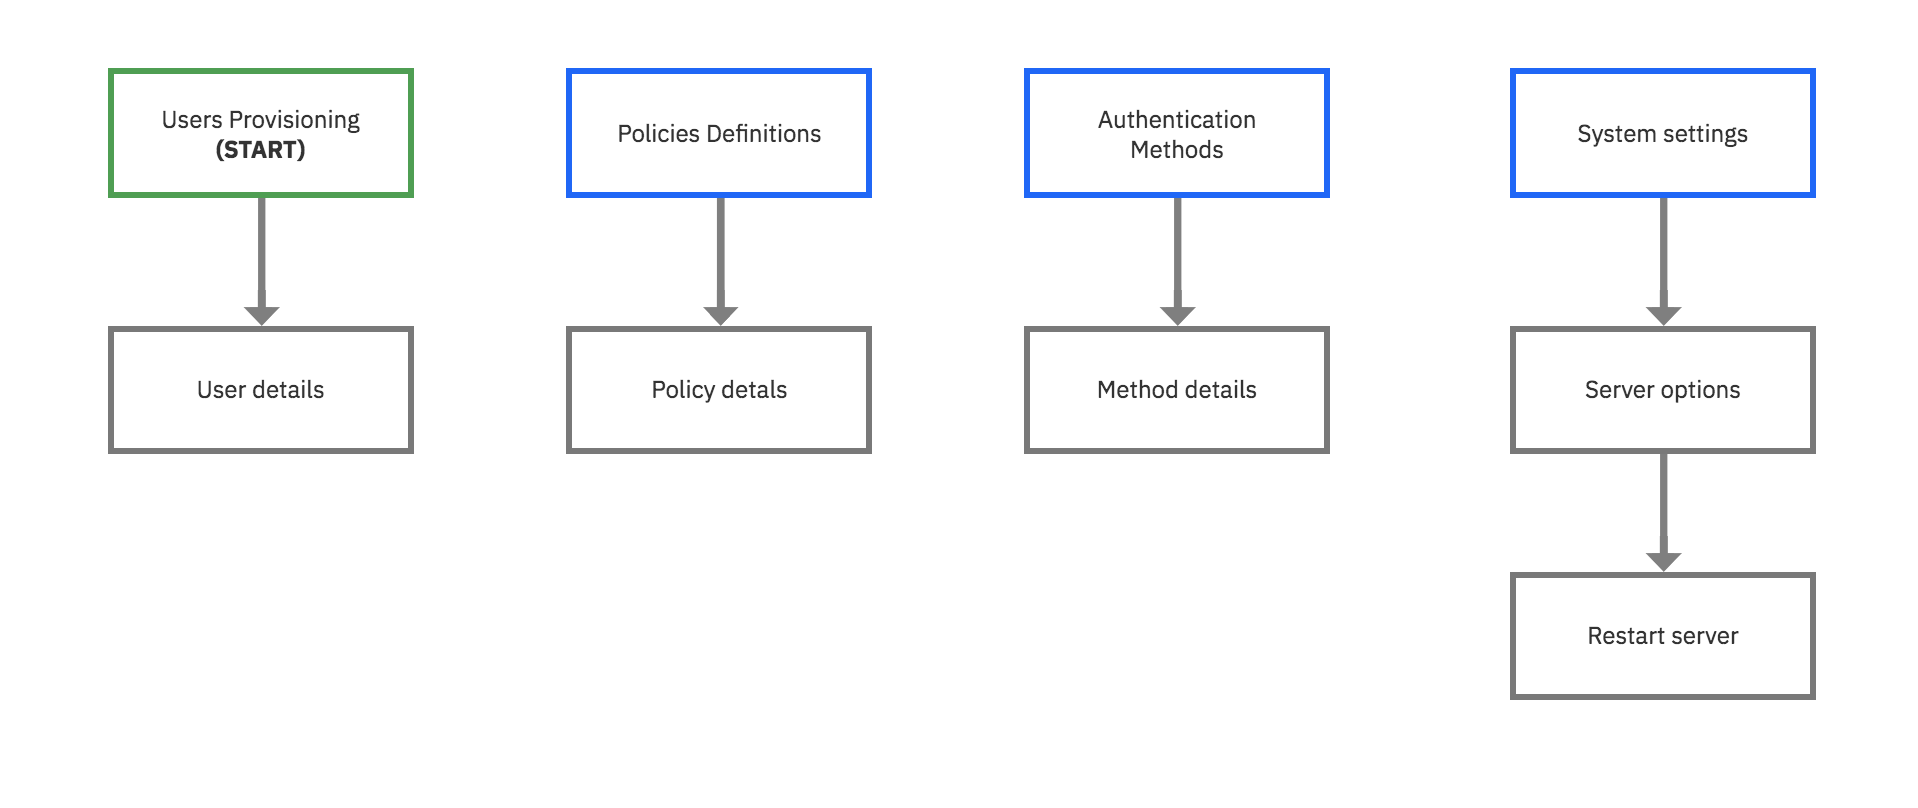 Users Provisioning
(START)
Policies Definitions
Authentication
Methods
System settings
User details
Policy detals
Method details
Server options
Restart server